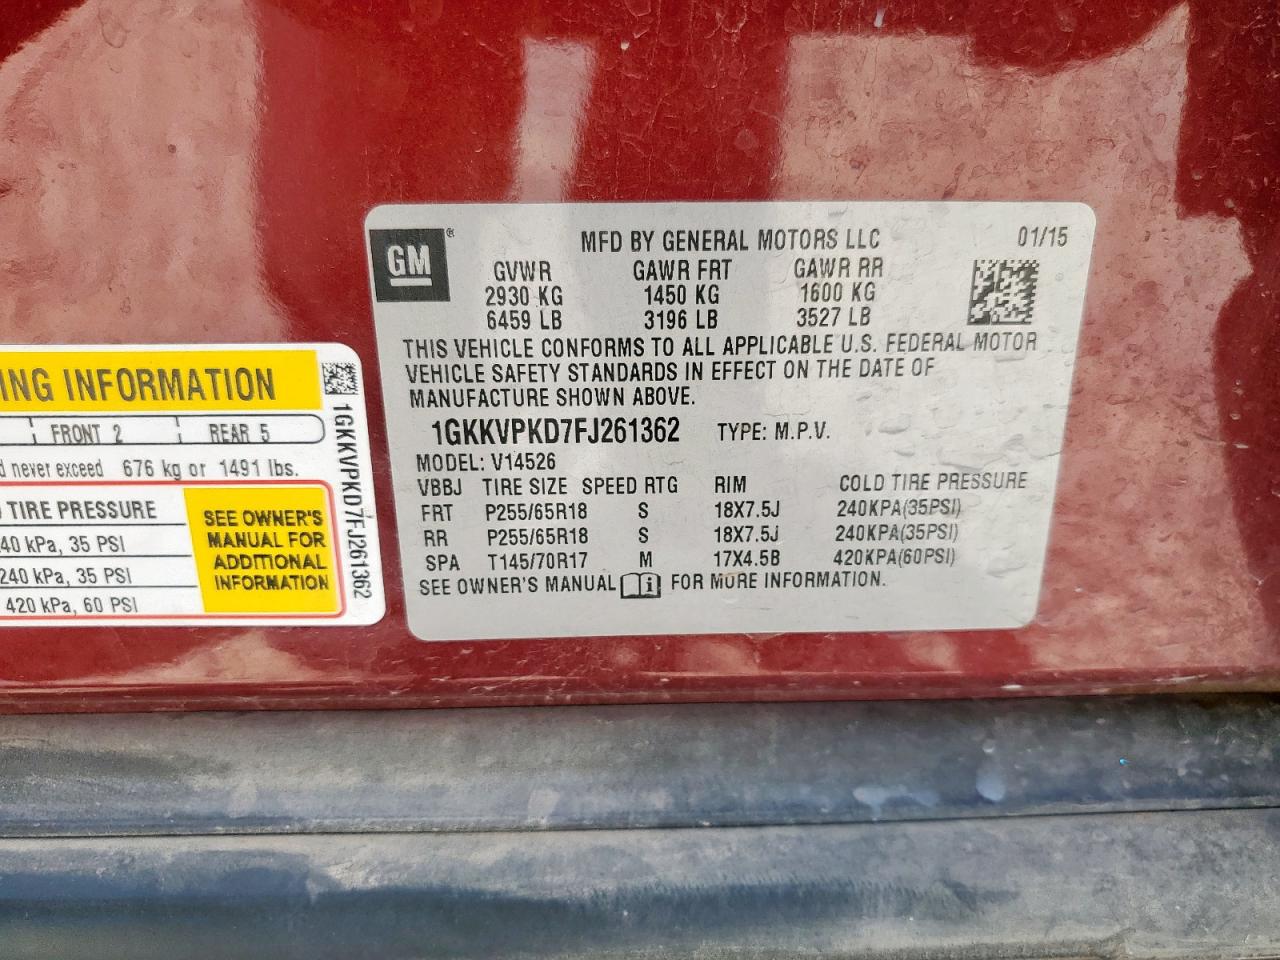 GM
®
MFD BY GENERAL MOTORS LLC 01/15
GVWR GAWR FRT GAWR RR
2930 KG 1450 KG 1600 KG
6459 LB 3196 LB 3527 LB
THIS VEHICLE CONFORMS TO ALL APPLICABLE U.S. FEDERAL MOTOR
VEHICLE SAFETY STANDARDS IN EFFECT ON THE DATE OF
MANUFACTURE SHOWN ABOVE.
1GKKVPKD7FJ261362 TYPE: M.P.V.
MODEL: V14526
VBBJ TIRE SIZE SPEED RTG RIM COLD TIRE PRESSURE
FRT P255/65R18 S 18X7.5J 240KPA(35PSI)
RR P255/65R18 S 18X7.5J 240KPA(35PSI)
SPA T145/70R17 M 17X4.5B 420KPA(60PSI)
SEE OWNER'S MANUAL FOR MORE INFORMATION.
ING INFORMATION
FRONT 2 REAR 5
d never exceed 676 kg or 1491 lbs.
TIRE PRESSURE
40 kPa, 35 PSI
240 kPa, 35 PSI
420 kPa, 60 PSI
SEE OWNER'S
MANUAL FOR
ADDITIONAL
INFORMATION
1GKKVPKD7FJ261362